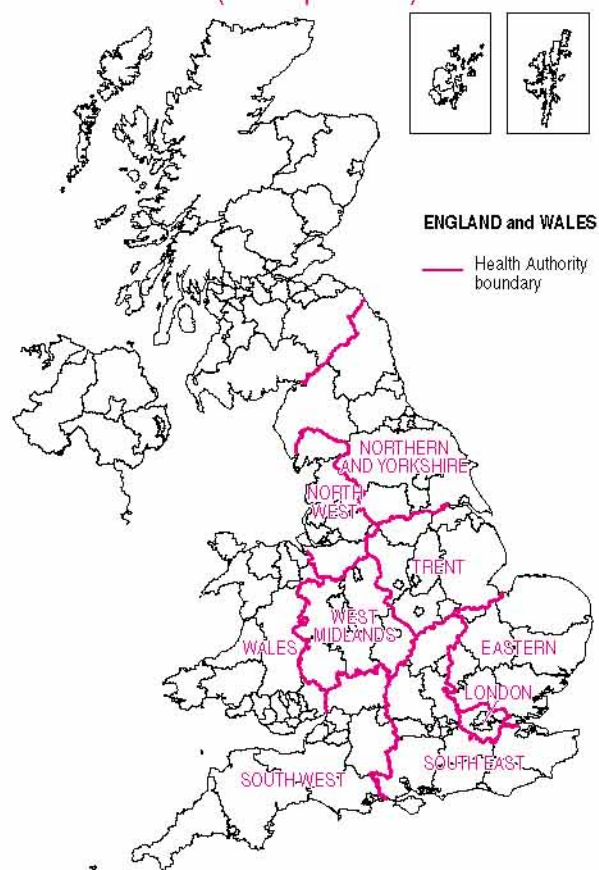 ENGLAND and WALES
Health Authority
boundary
NORTHERN
AND YORKSHIRE
NORTH
WEST
TRENT
WEST
MIDLANDS
WALES
EASTERN
LONDON
SOUTH EAST
SOUTH WEST